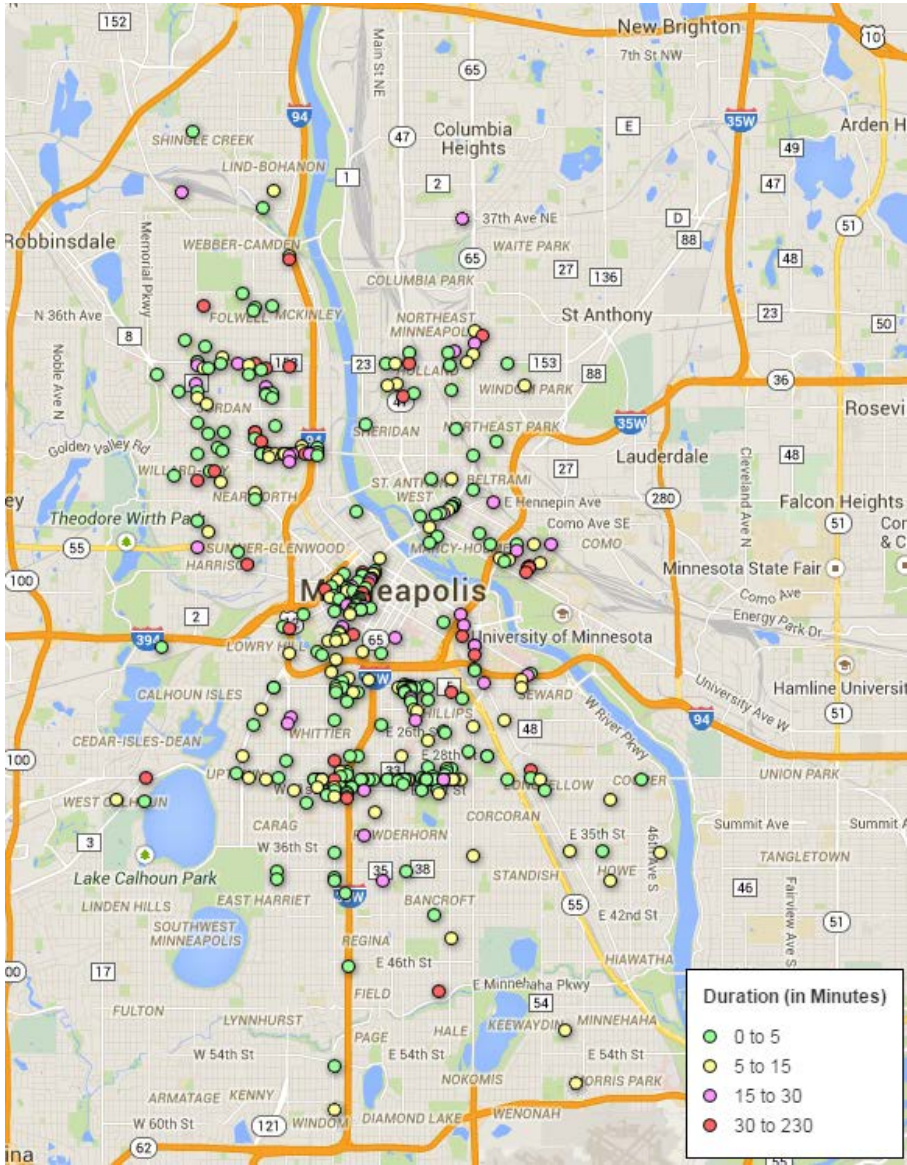 152
New Brighton
10
7th St NW
Main St NE
65
94
SHINGLE CREEK
47
Columbia
Heights
E
35W
Arden H
49
LIND-BOHANON
1
2
47
37th Ave NE
D
51
Robbinsdale
Memorial Pkwy
WEBBER-CAMDEN
65
WAITE PARK
88
48
COLUMBIA PARK
27
136
N 36th Ave
FOLWELL
MCKINLEY
NORTHEAST
St Anthony
23
50
8
Noble Ave N
23
HOLLAND
153
WINDOM PARK
88
36
JORDAN
Rosevi
SHERIDAN
NORTHEAST PARK
35W
Golden Valley Rd
94
Lauderdale
Cleveland Ave N
48
27
ST. ANTHONY
WEST
BELTRAMI
280
ey
NEAR
E Hennepin Ave
Falcon Heights
Theodore Wirth Park
Como Ave SE
51
Con
& C
55
SUMNER-GLENWOOD
COMO
HARRISON
Minnesota State Fair
100
Minneapolis
Como Ave
2
Energy Park Dr
394
LOWRY HILL
65
University of Minnesota
CALHOUN ISLES
SEWARD
University Ave W
Hamline University
PHILLIPS
W River Pkwy
94
51
WHITTIER
E 26th St
48
CEDAR-ISLES-DEAN
E 28th
100
33
UNION PARK
WEST CALHOUN
CARAG
CORCORAN
3
W 36th St
POWDERHORN
E 35th St
46th Ave S
Summit Ave
Summit A
TANGLETOWN
Lake Calhoun Park
35
38
STANDISH
HOWE
46
Fairview Ave S
LINDEN HILLS
EAST HARRIET
BANCROFT
55
E 42nd St
51
SOUTHWEST
MINNEAPOLIS
REGINA
HIAWATHA
17
E 46th St
FIELD
E Minnehaha Pkwy
54
FULTON
LYNNHURST
KEEWAYDIN
MINNEHAHA
PAGE
HALE
W 54th St
E 54th St
E 54th St
NOKOMIS
MORRIS PARK
ARMATAGE
KENNY
W 60th St
121
WINDOM
DIAMOND LAKE
WENONAH
62
ina
Duration (in Minutes)
0 to 5
5 to 15
15 to 30
30 to 230